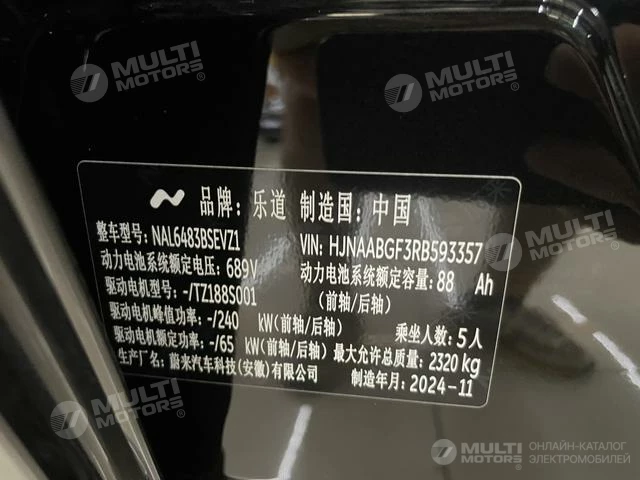 MULTI MOTORS®
MULTI MOTORS®
品牌：乐道 制造国：中国
整车型号：NAL6483BSEVZ1 VIN：HJNAABGF3RB593357
动力电池系统额定电压：689V 动力电池系统额定容量：88 Ah
驱动电机型号：-/TZ188S001 （前轴/后轴）
驱动电机峰值功率：-/240 kW（前轴/后轴） 乘坐人数：5人
驱动电机额定功率：-/65 kW（前轴/后轴）最大允许总质量：2320 kg
生产厂名：蔚来汽车科技（安徽）有限公司 制造年月：2024-11
MULTI MOTORS®
MULTI MOTORS®
MULTI MOTORS®
ОНЛАЙН-КАТАЛОГ
ЭЛЕКТРОМОБИЛЕЙ